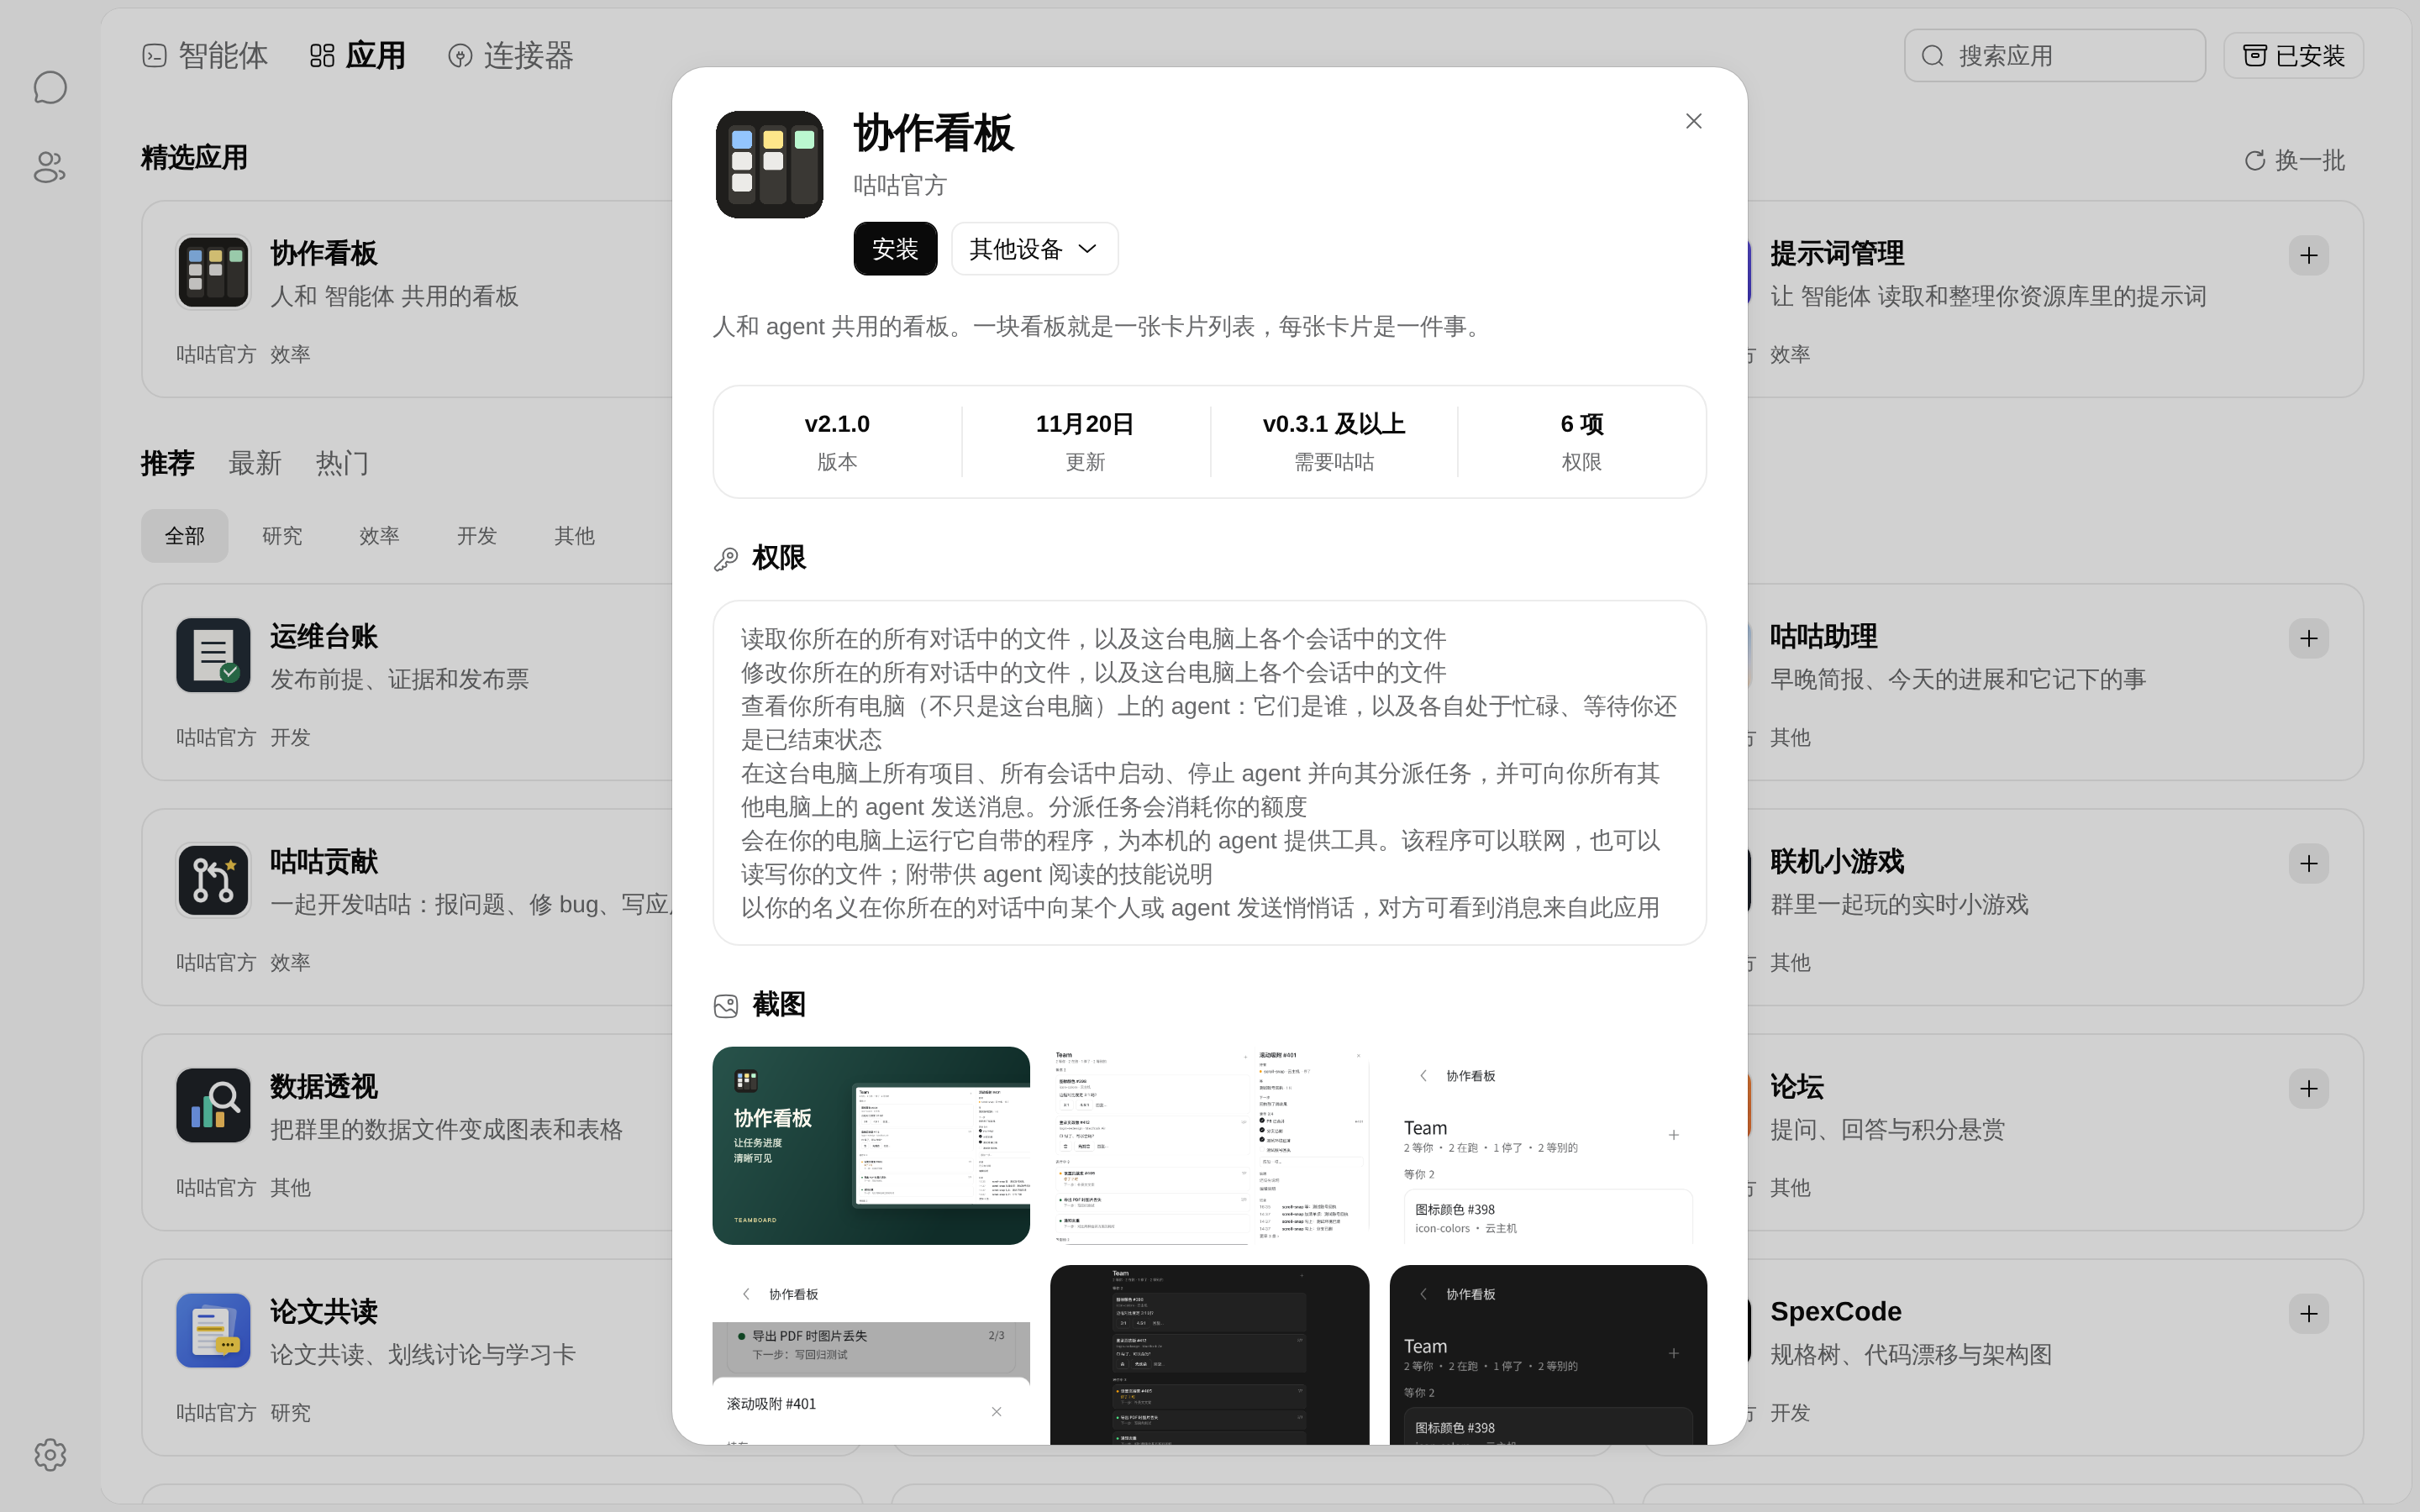 智能体 应用 连接器
搜索应用 已安装
精选应用
换一批
协作看板
人和 智能体 共用的看板
咕咕官方 效率
提示词管理
让 智能体 读取和整理你资源库里的提示词
效率
推荐 最新 热门
全部 研究 效率 开发 其他
运维台账
发布前提、证据和发布票
咕咕官方 开发
咕咕助理
早晚简报、今天的进展和它记下的事
其他
咕咕贡献
一起开发咕咕：报问题、修 bug、写应
咕咕官方 效率
联机小游戏
群里一起玩的实时小游戏
其他
数据透视
把群里的数据文件变成图表和表格
咕咕官方 其他
论坛
提问、回答与积分悬赏
其他
论文共读
论文共读、划线讨论与学习卡
咕咕官方 研究
SpexCode
规格树、代码漂移与架构图
开发
协作看板
咕咕官方
安装 其他设备
人和 agent 共用的看板。一块看板就是一张卡片列表，每张卡片是一件事。
v2.1.0 11月20日 v0.3.1 及以上 6 项
版本 更新 需要咕咕 权限
权限
读取你所在的所有对话中的文件，以及这台电脑上各个会话中的文件
修改你所在的所有对话中的文件，以及这台电脑上各个会话中的文件
查看你所有电脑（不只是这台电脑）上的 agent：它们是谁，以及各自处于忙碌、等待你还
是已结束状态
在这台电脑上所有项目、所有会话中启动、停止 agent 并向其分派任务，并可向你所有其
他电脑上的 agent 发送消息。分派任务会消耗你的额度
会在你的电脑上运行它自带的程序，为本机的 agent 提供工具。该程序可以联网，也可以
读写你的文件；附带供 agent 阅读的技能说明
以你的名义在你所在的对话中向某个人或 agent 发送悄悄话，对方可看到消息来自此应用
截图
协作看板
让任务进度
清晰可见
TEAMBOARD
Team
滚动吸附 #401
图标颜色 #398
协作看板
Team
2 等你 · 2 在跑 · 1 停了 · 2 等别的
等你 2
图标颜色 #398
icon-colors · 云主机
协作看板
导出 PDF 时图片丢失 2/3
下一步：写回归测试
滚动吸附 #401
Team
协作看板
Team
2 等你 · 2 在跑 · 1 停了 · 2 等别的
等你 2
图标颜色 #398